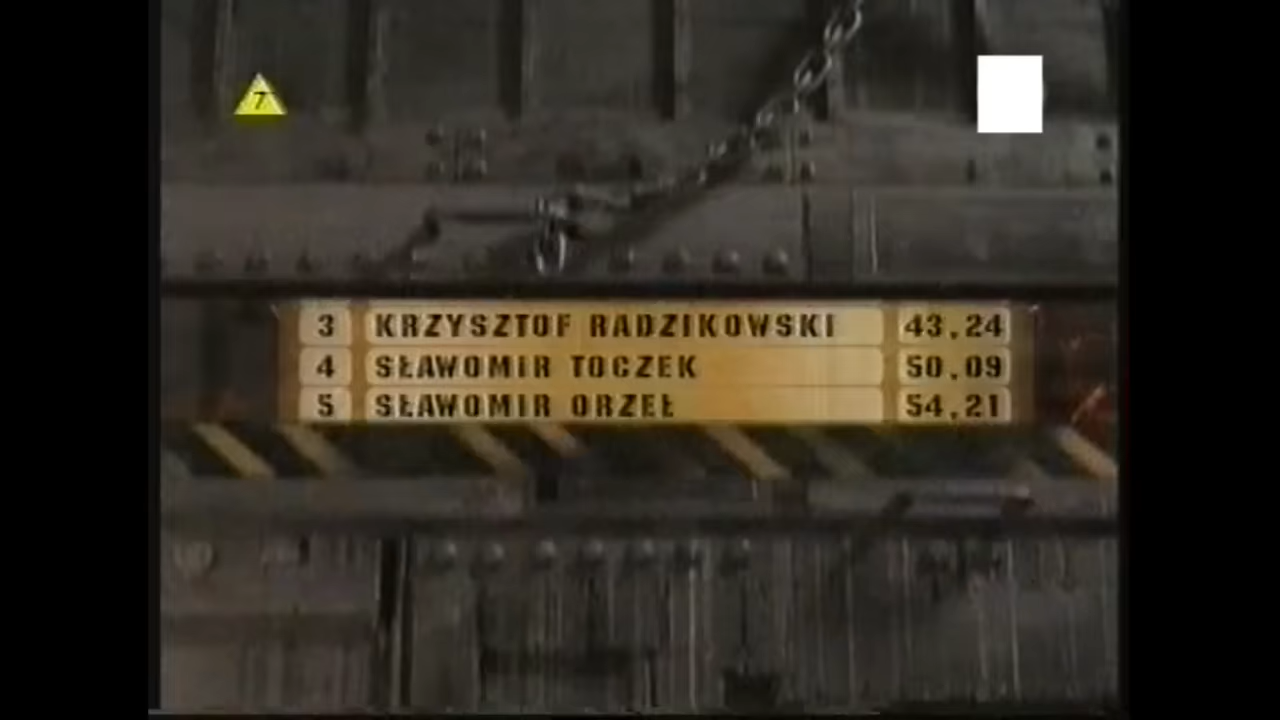 7
3 KRZYSZTOF RADZIKOWSKI 43,24
4 SŁAWOMIR TOCZEK 50,09
5 SŁAWOMIR ORZEŁ 54,21